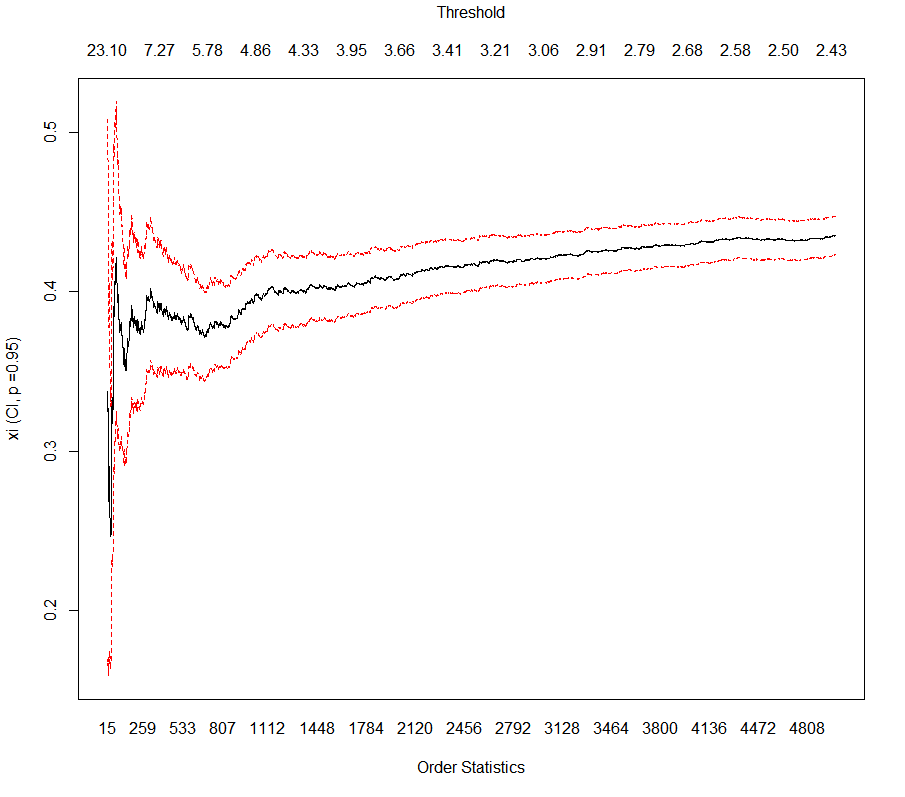 Threshold
23.10 7.27 5.78 4.86 4.33 3.95 3.66 3.41 3.21 3.06 2.91 2.79 2.68 2.58 2.50 2.43
xi (CI, p =0.95)
0.5
0.4
0.3
0.2
15 259 533 807 1112 1448 1784 2120 2456 2792 3128 3464 3800 4136 4472 4808
Order Statistics